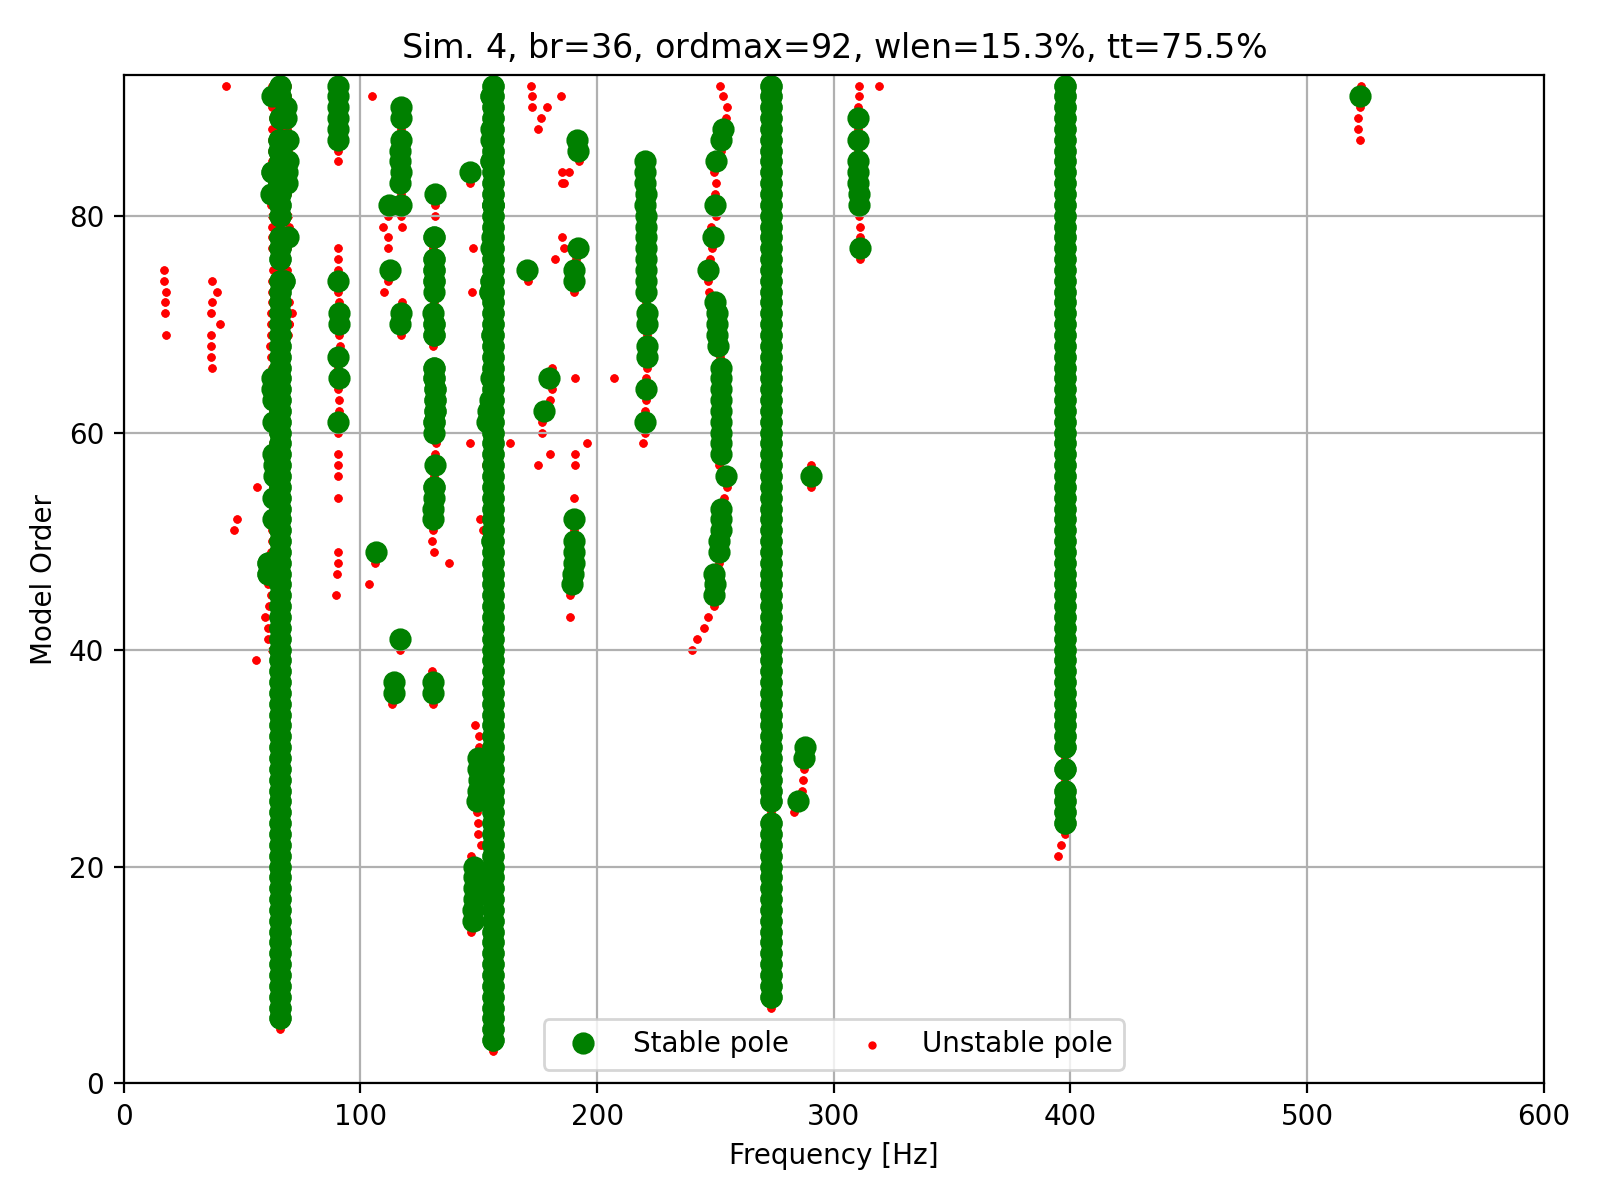 Sim. 4, br=36, ordmax=92, wlen=15.3%, tt=75.5%
Model Order
80
60
40
20
0
Stable pole
Unstable pole
0 100 200 300 400 500 600
Frequency [Hz]